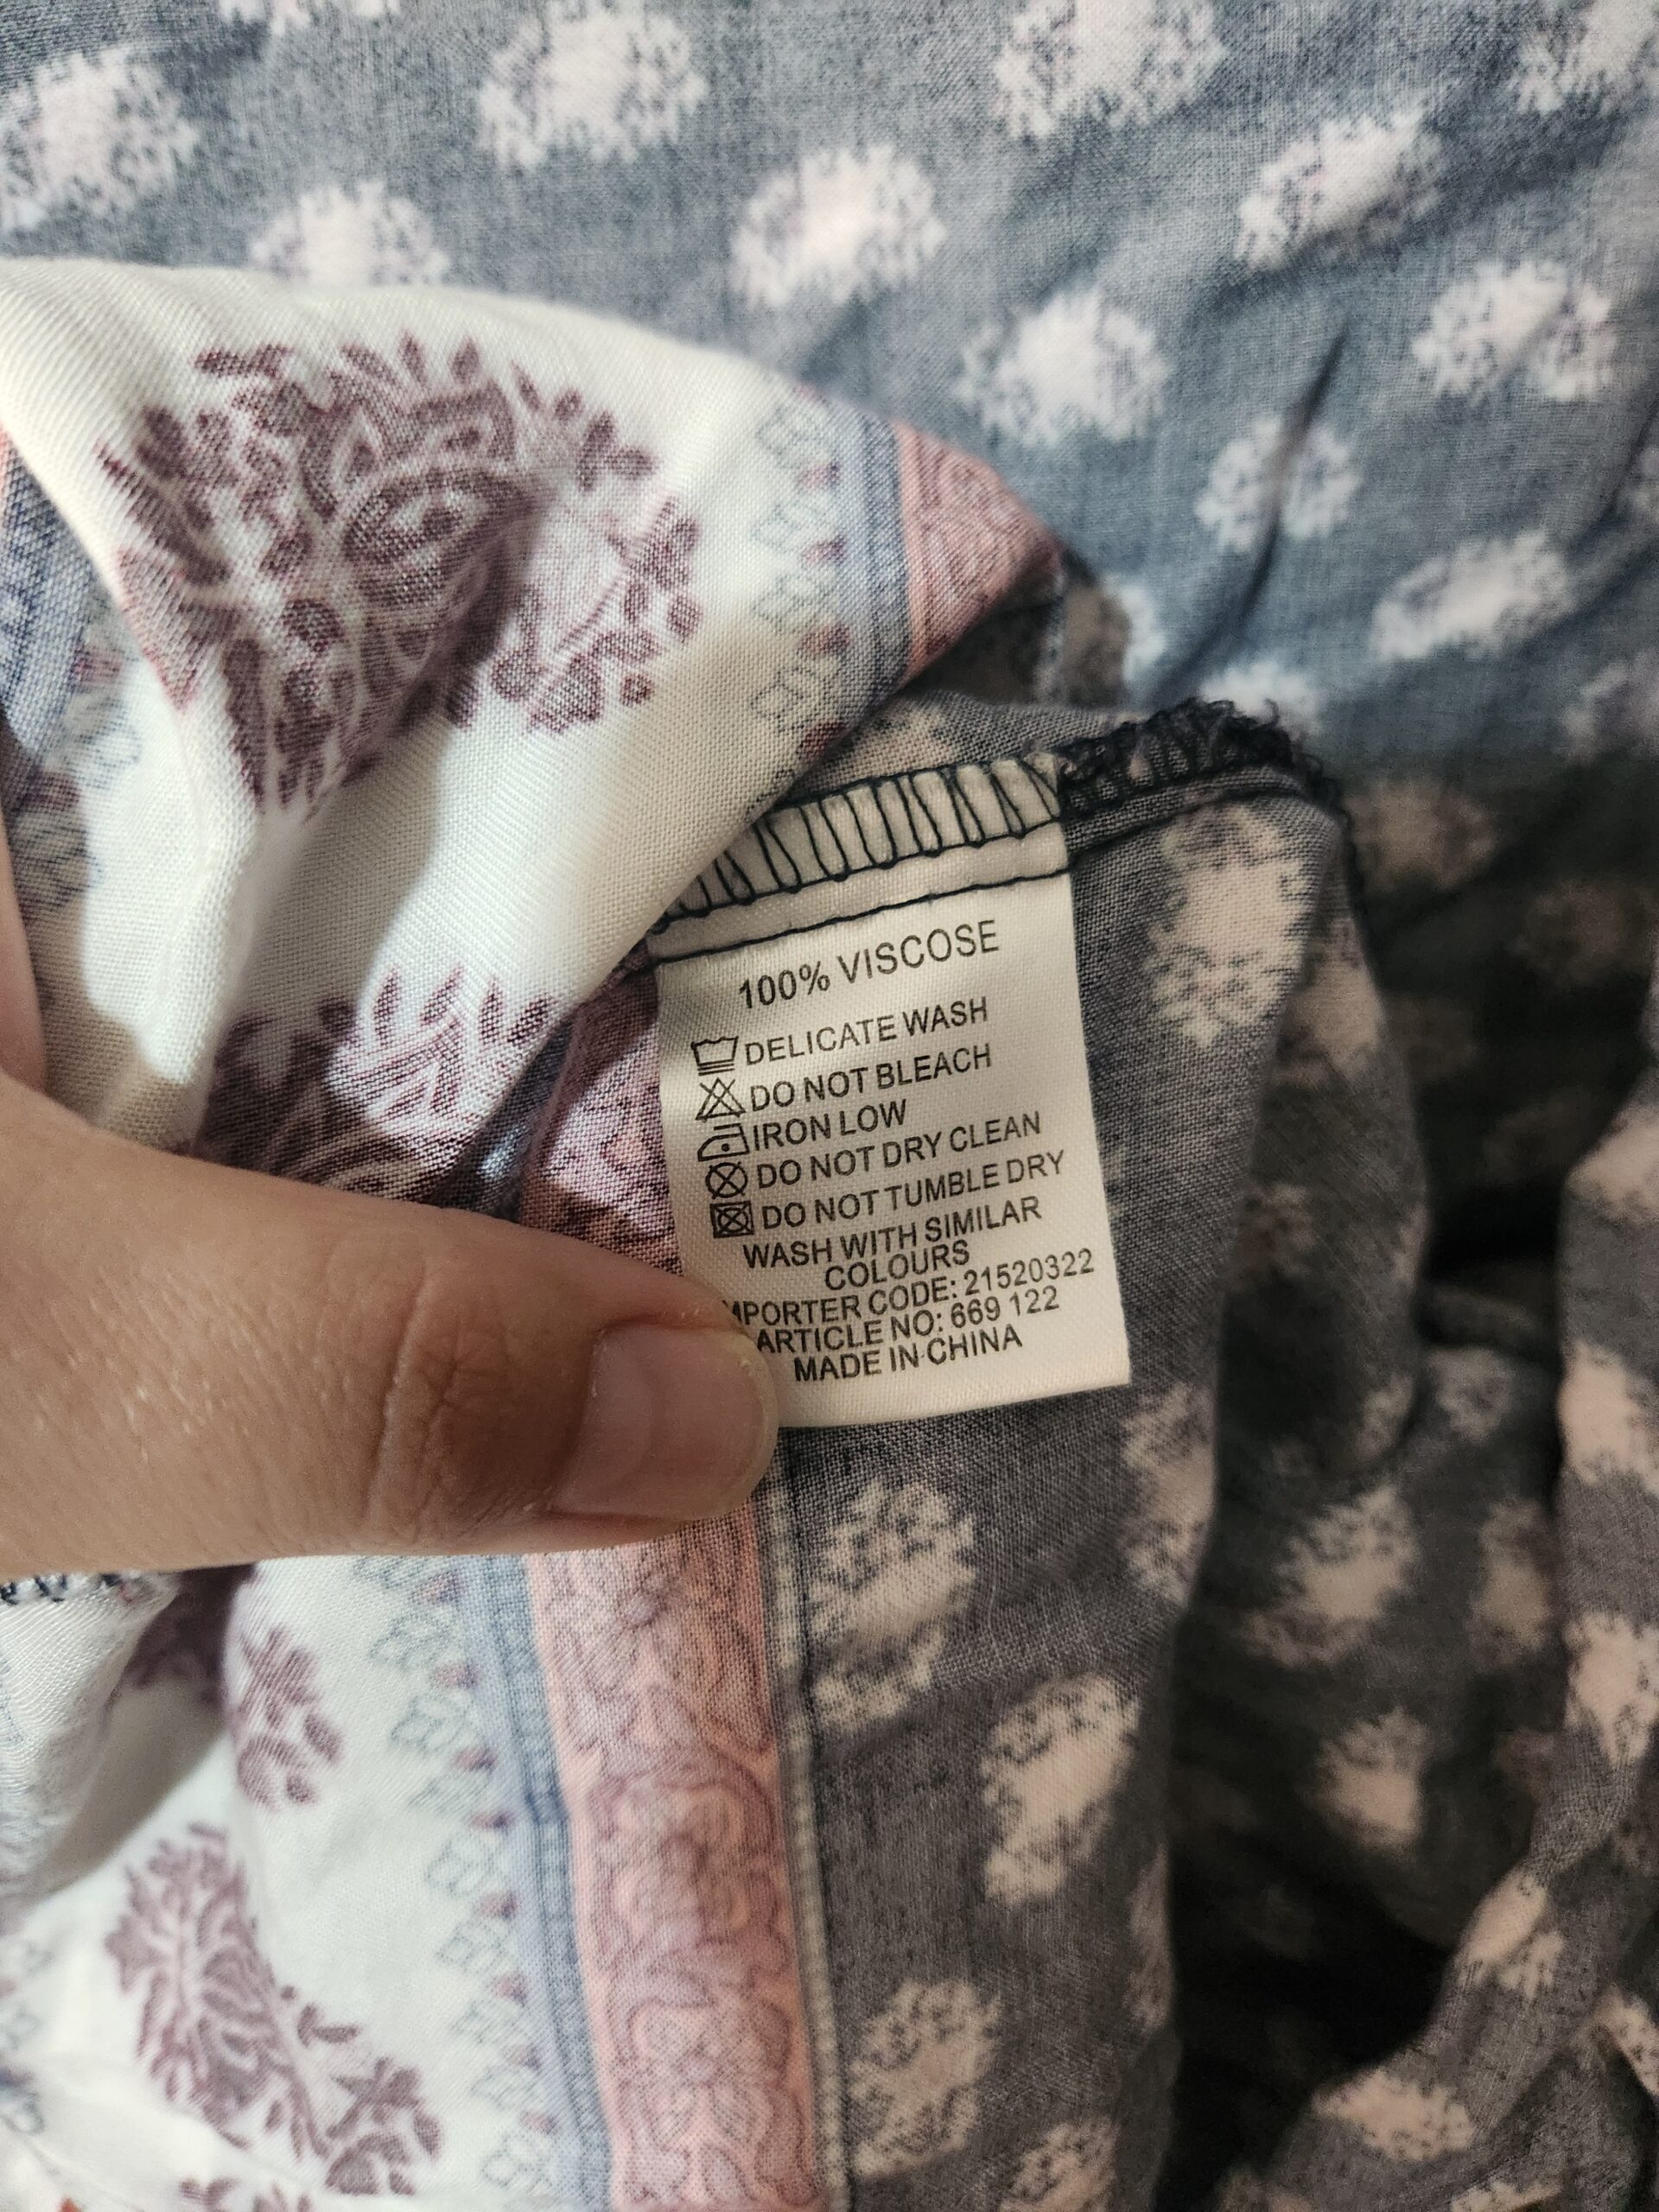 100% VISCOSE
DELICATE WASH
DO NOT BLEACH
IRON LOW
DO NOT DRY CLEAN
DO NOT TUMBLE DRY
WASH WITH SIMILAR
COLOURS
MPORTER CODE: 21520322
ARTICLE NO: 669 122
MADE IN CHINA